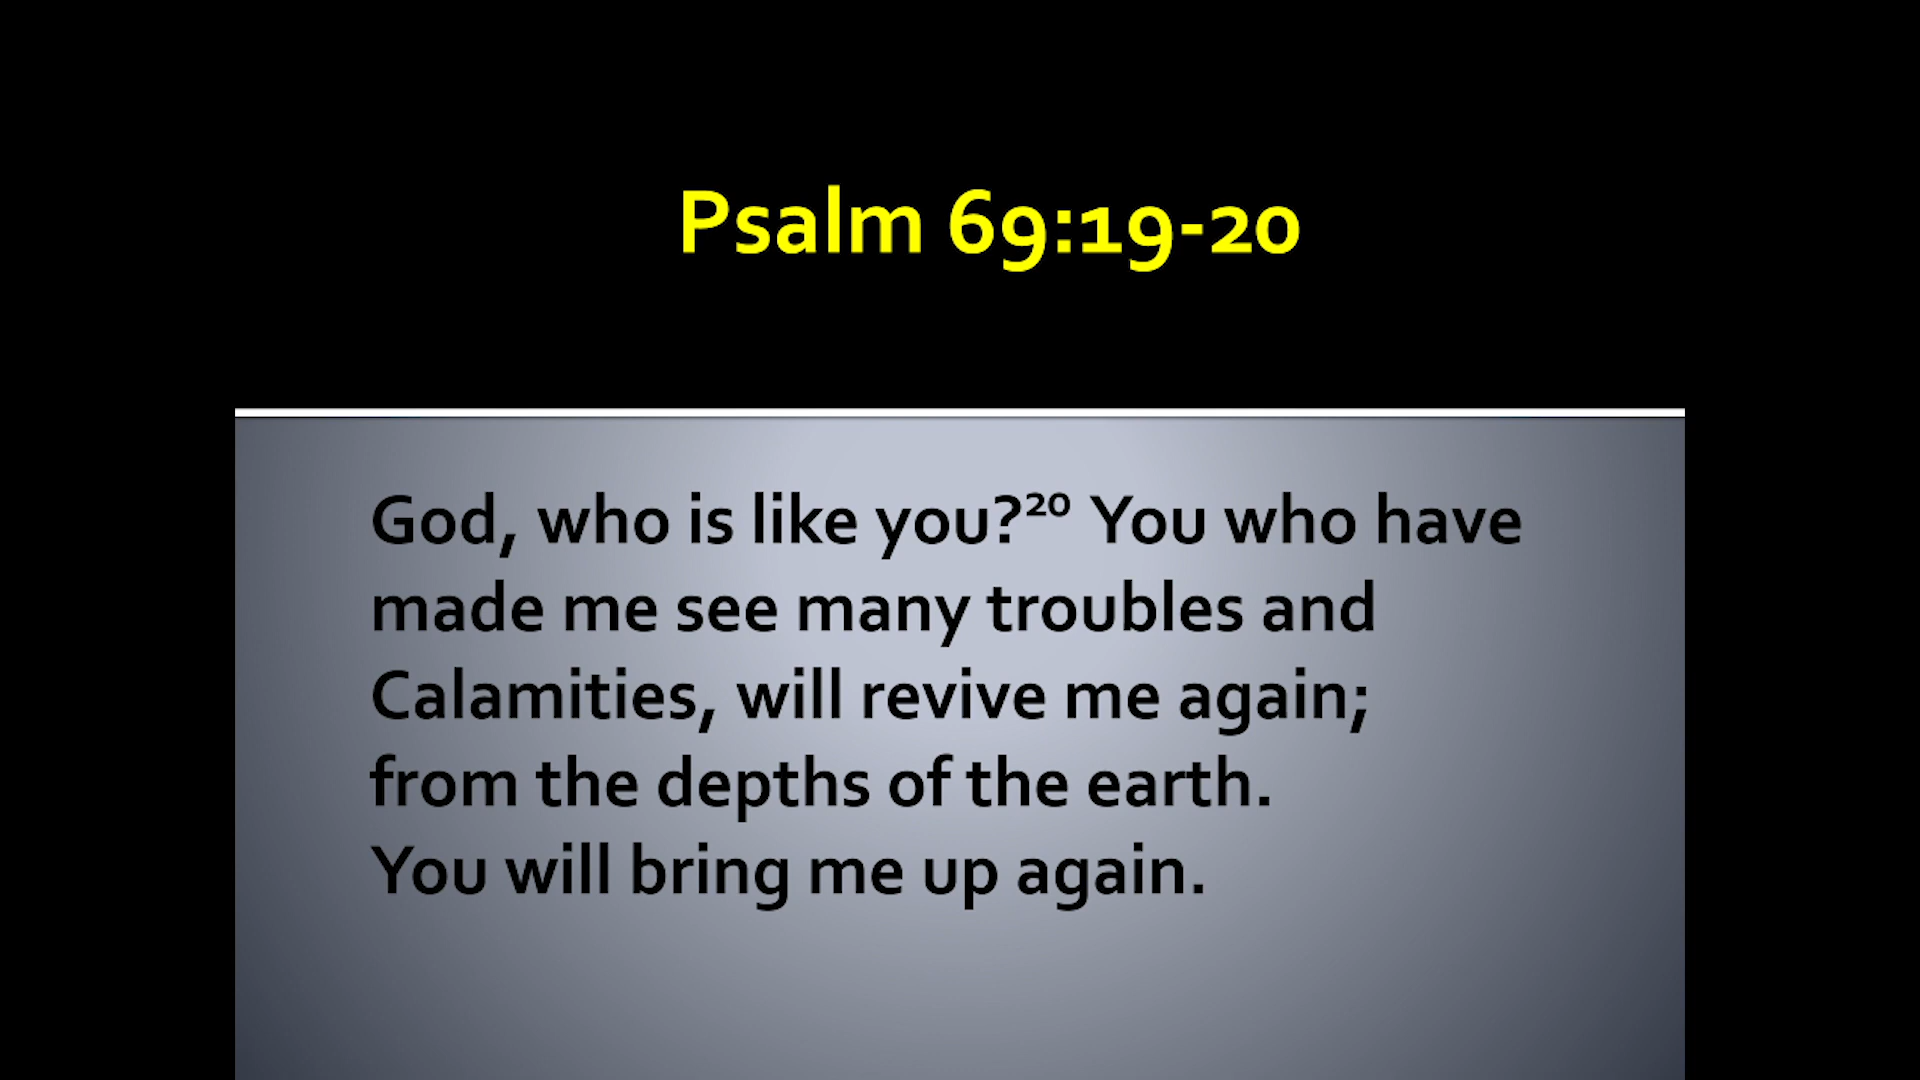 Psalm 69:19-20
God, who is like you?²⁰ You who have
made me see many troubles and
Calamities, will revive me again;
from the depths of the earth.
You will bring me up again.